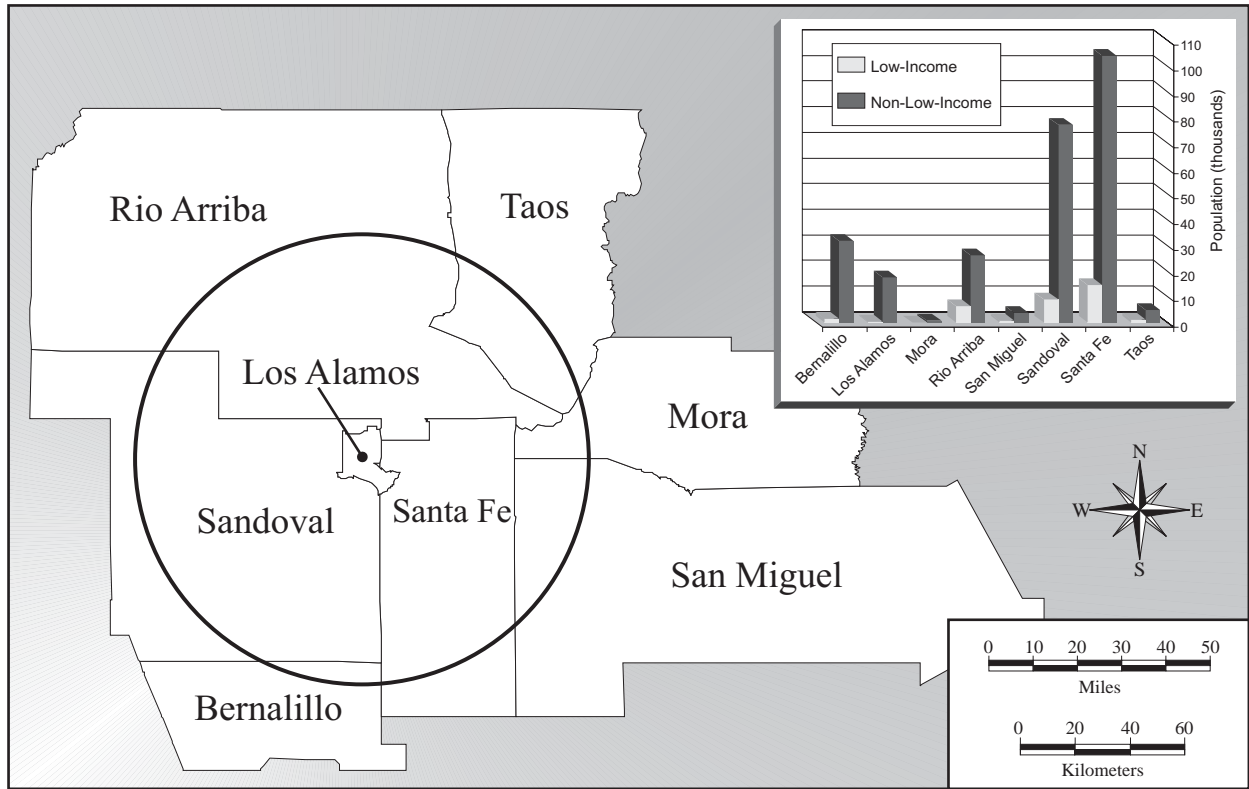 Low-Income
Non-Low-Income
110
100
90
80
70
60
50
40
30
20
10
0
Population (thousands)
Bernalillo
Los Alamos
Mora
Rio Arriba
San Miguel
Sandoval
Santa Fe
Taos
Rio Arriba
Taos
Los Alamos
Mora
Sandoval
Santa Fe
San Miguel
Bernalillo
N
W E
S
0 10 20 30 40 50
Miles
0 20 40 60
Kilometers